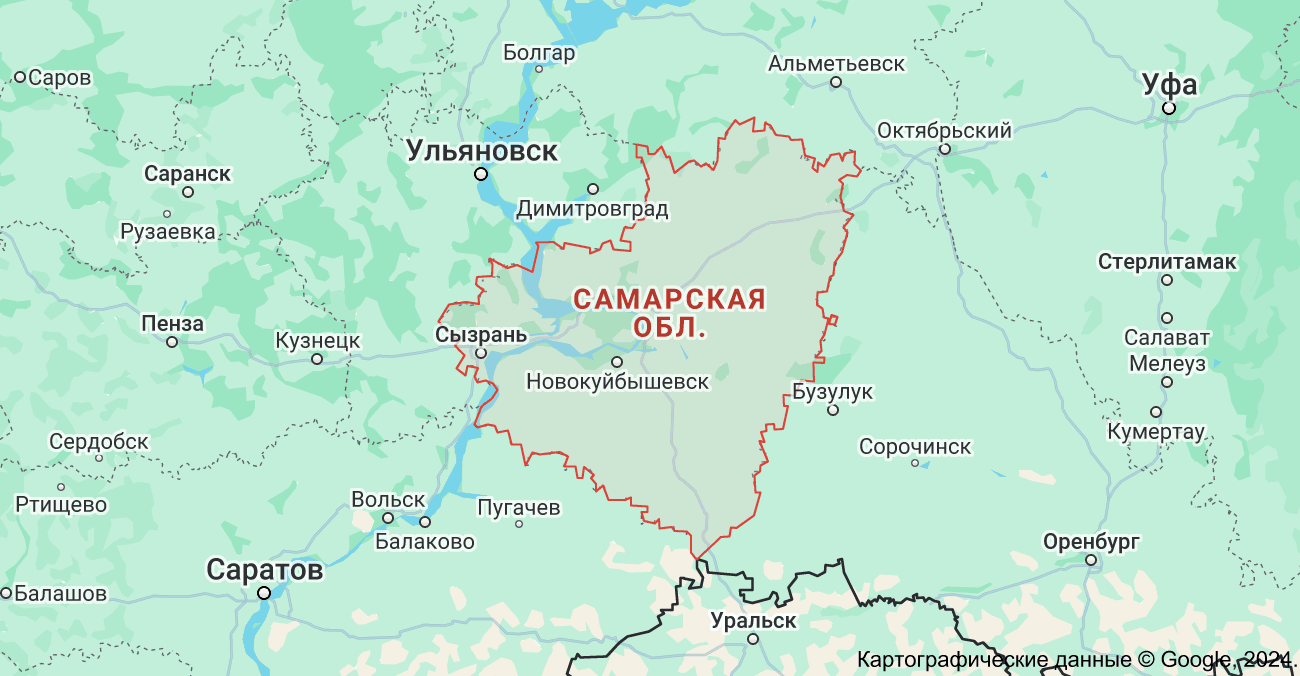 Болгар
Альметьевск
Саров
Уфа
Октябрьский
Ульяновск
Саранск
Димитровград
Рузаевка
Стерлитамак
САМАРСКАЯ
ОБЛ.
Пенза
Сызрань
Кузнецк
Салават
Мелеуз
Новокуйбышевск
Бузулук
Кумертау
Сердобск
Сорочинск
Ртищево
Вольск
Пугачев
Балаково
Оренбург
Саратов
Балашов
Уральск
Картографические данные © Google, 2024.